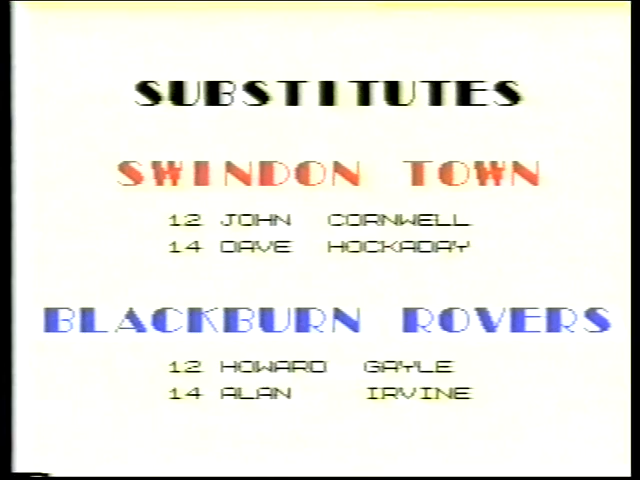 SUBSTITUTES
SWINDON TOWN
12 JOHN CORNWELL
14 DAVE HOCKADAY
BLACKBURN ROVERS
12 HOWARD GAYLE
14 ALAN IRVINE